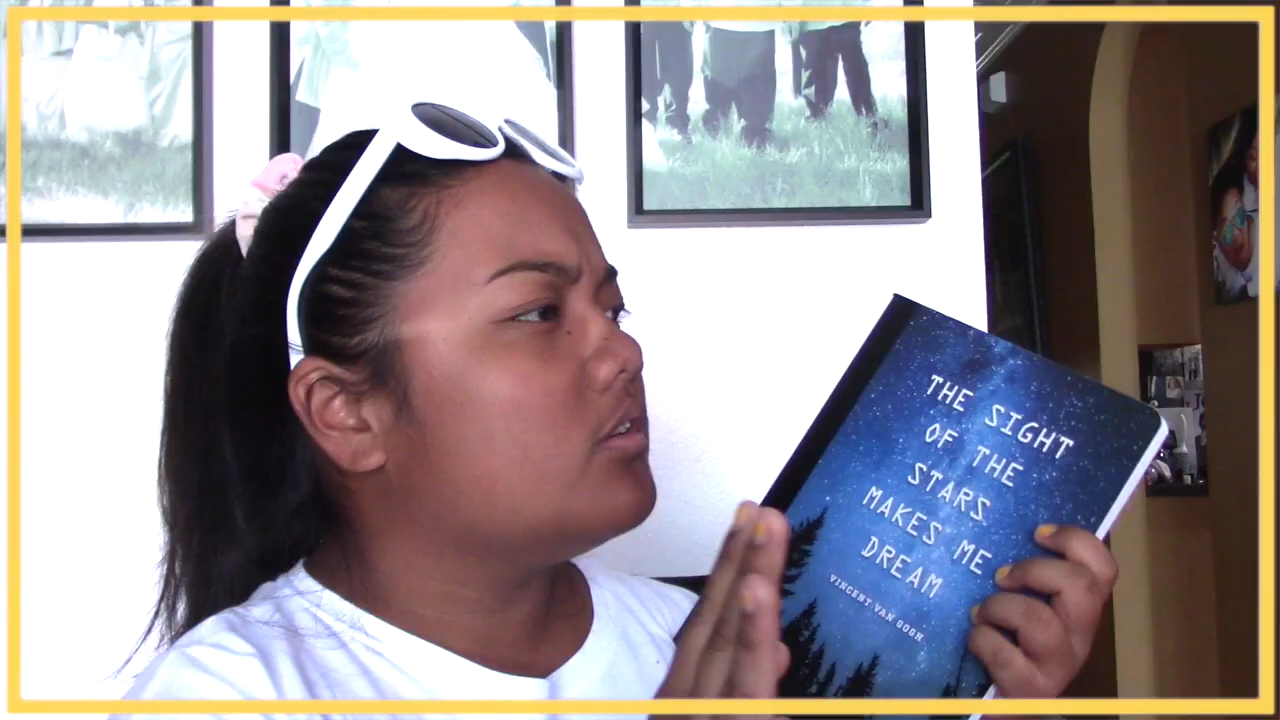 THE SIGHT
OF THE
STARS
MAKES ME
DREAM
VINCENT VAN GOGH